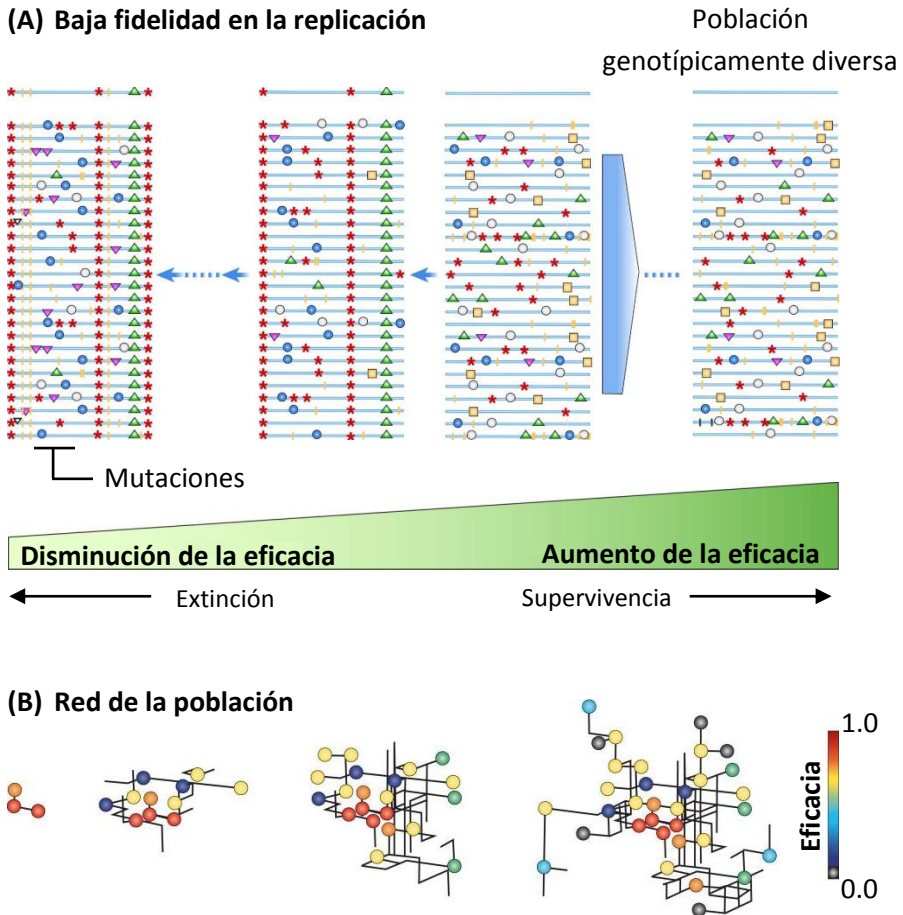 (A) Baja fidelidad en la replicación
Población
genotípicamente diversa
Mutaciones
Disminución de la eficacia
Aumento de la eficacia
Extinción
Supervivencia
(B) Red de la población
1.0
Eficacia
0.0